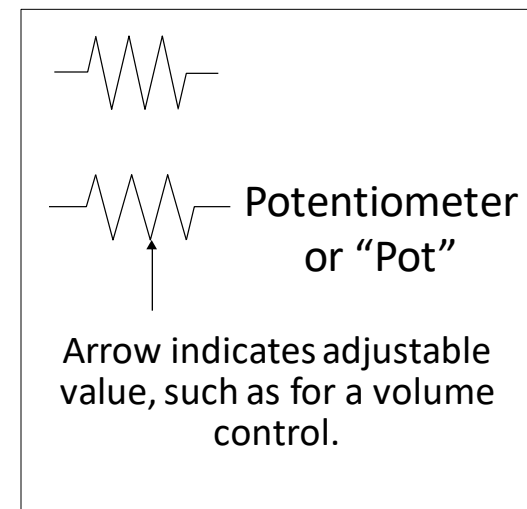 Potentiometer
or “Pot”
Arrow indicates adjustable
value, such as for a volume
control.